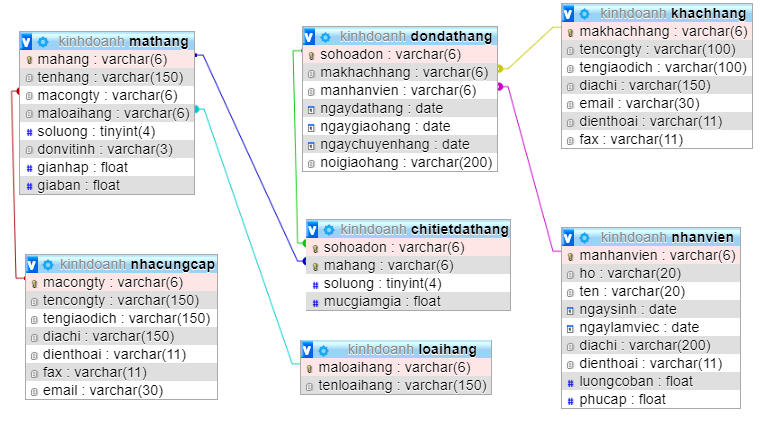 kinhdoanh mathang
mahang : varchar(6)
tenhang : varchar(150)
macongty : varchar(6)
maloaihang : varchar(6)
soluong : tinyint(4)
donvitinh : varchar(3)
gianhap : float
giaban : float
kinhdoanh nhacungcap
macongty : varchar(6)
tencongty : varchar(150)
tengiaodich : varchar(150)
diachi : varchar(150)
dienthoai : varchar(11)
fax : varchar(11)
email : varchar(30)
kinhdoanh dondathang
sohoadon : varchar(6)
makhachhang : varchar(6)
manhanvien : varchar(6)
ngaydathang : date
ngaygiaohang : date
ngaychuyenhang : date
noigiaohang : varchar(200)
kinhdoanh chitietdathang
sohoadon : varchar(6)
mahang : varchar(6)
soluong : tinyint(4)
mucgiamgia : float
kinhdoanh loaihang
maloaihang : varchar(6)
tenloaihang : varchar(150)
kinhdoanh khachhang
makhachhang : varchar(6)
tencongty : varchar(100)
tengiaodich : varchar(100)
diachi : varchar(150)
email : varchar(30)
dienthoai : varchar(11)
fax : varchar(11)
kinhdoanh nhanvien
manhanvien : varchar(6)
ho : varchar(20)
ten : varchar(20)
ngaysinh : date
ngaylamviec : date
diachi : varchar(200)
dienthoai : varchar(11)
luongcoban : float
phucap : float